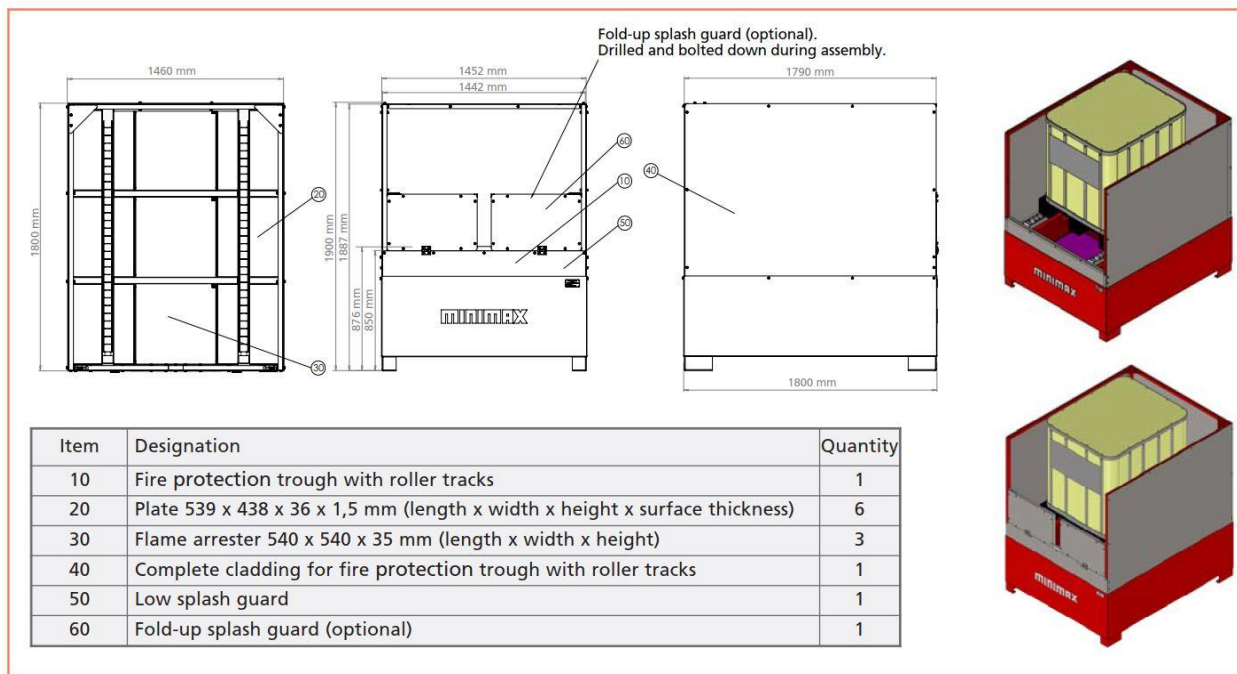 Fold-up splash guard (optional).
Drilled and bolted down during assembly.
1460 mm
1452 mm
1442 mm
1790 mm
1800 mm
20
30
1900 mm
1887 mm
876 mm
850 mm
60
10
50
MINIMAX
40
1800 mm
MINIMAX
MINIMAX
Item Designation Quantity
10 Fire protection trough with roller tracks 1
20 Plate 539 x 438 x 36 x 1,5 mm (length x width x height x surface thickness) 6
30 Flame arrester 540 x 540 x 35 mm (length x width x height) 3
40 Complete cladding for fire protection trough with roller tracks 1
50 Low splash guard 1
60 Fold-up splash guard (optional) 1